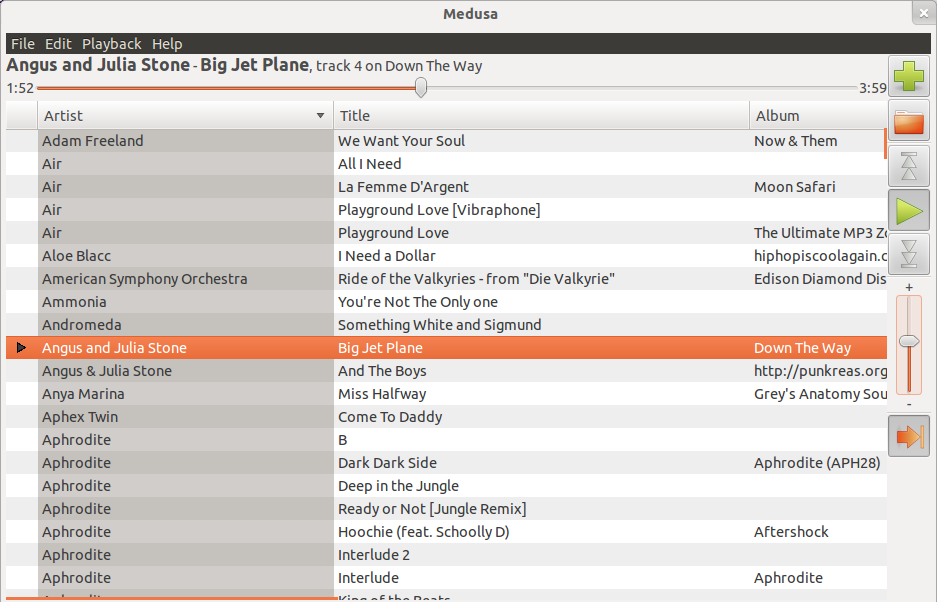 Medusa
File Edit Playback Help
Angus and Julia Stone - Big Jet Plane, track 4 on Down The Way
1:52 3:59
Artist Title Album
Adam Freeland We Want Your Soul Now & Them
Air All I Need
Air La Femme D'Argent Moon Safari
Air Playground Love [Vibraphone]
Air Playground Love The Ultimate MP3 Zo
Aloe Blacc I Need a Dollar hiphopiscoolagain.c
American Symphony Orchestra Ride of the Valkyries - from "Die Valkyrie" Edison Diamond Dis
Ammonia You're Not The Only one
Andromeda Something White and Sigmund
Angus and Julia Stone Big Jet Plane Down The Way
Angus & Julia Stone And The Boys http://punkreas.org
Anya Marina Miss Halfway Grey's Anatomy Sou
Aphex Twin Come To Daddy
Aphrodite B
Aphrodite Dark Dark Side Aphrodite (APH28)
Aphrodite Deep in the Jungle
Aphrodite Ready or Not [Jungle Remix]
Aphrodite Hoochie (feat. Schoolly D) Aftershock
Aphrodite Interlude 2
Aphrodite Interlude Aphrodite
Aphrodite King of the Beats
+
-